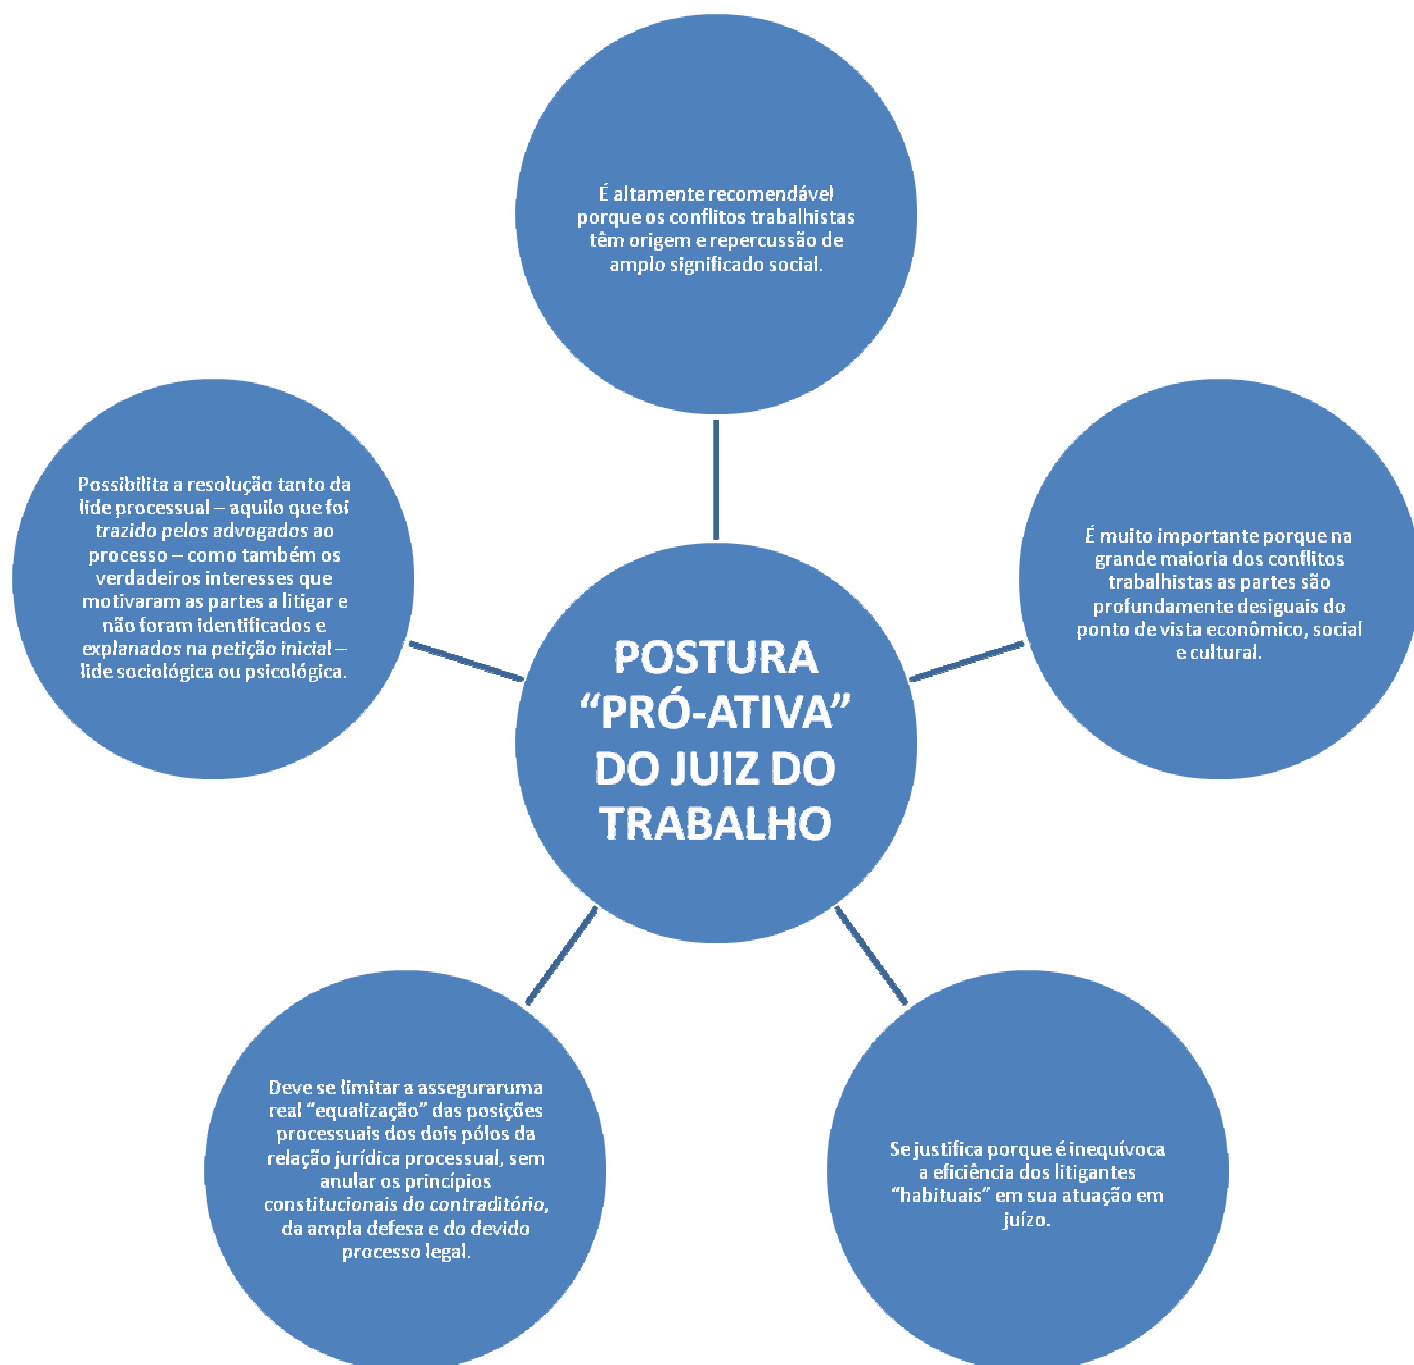 É altamente recomendável
porque os conflitos trabalhistas
têm origem e repercussão de
amplo significado social.
Possibilita a resolução tanto da
lide processual – aquilo que foi
trazido pelos advogados ao
processo – como também os
verdadeiros interesses que
motivaram as partes a litigar e
não foram identificados e
explanados na petição inicial –
lide sociológica ou psicológica.
É muito importante porque na
grande maioria dos conflitos
trabalhistas as partes são
profundamente desiguais do
ponto de vista econômico, social
e cultural.
POSTURA
“PRÓ-ATIVA”
DO JUIZ DO
TRABALHO
Deve se limitar a asseguraruma
real “equalização” das posições
processuais dos dois pólos da
relação jurídica processual, sem
anular os princípios
constitucionais do contraditório,
da ampla defesa e do devido
processo legal.
Se justifica porque é inequívoca
a eficiência dos litigantes
“habituais” em sua atuação em
juízo.